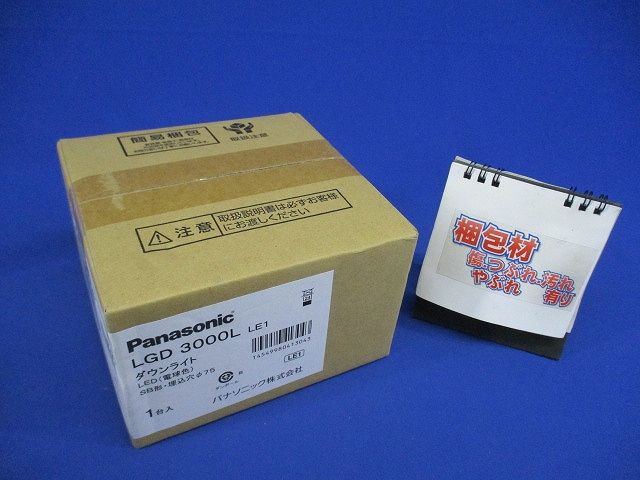 簡易梱包
取扱注意
注意
取扱説明書は必ずお客様
にお渡しください
Panasonic
LGD 3000L LE1
ダウンライト
LED(電球色)
SB形・埋込穴φ75
1台入
LE1
パナソニック株式会社
梱包材
傷、つぶれ、汚れ
やぶれ 有り